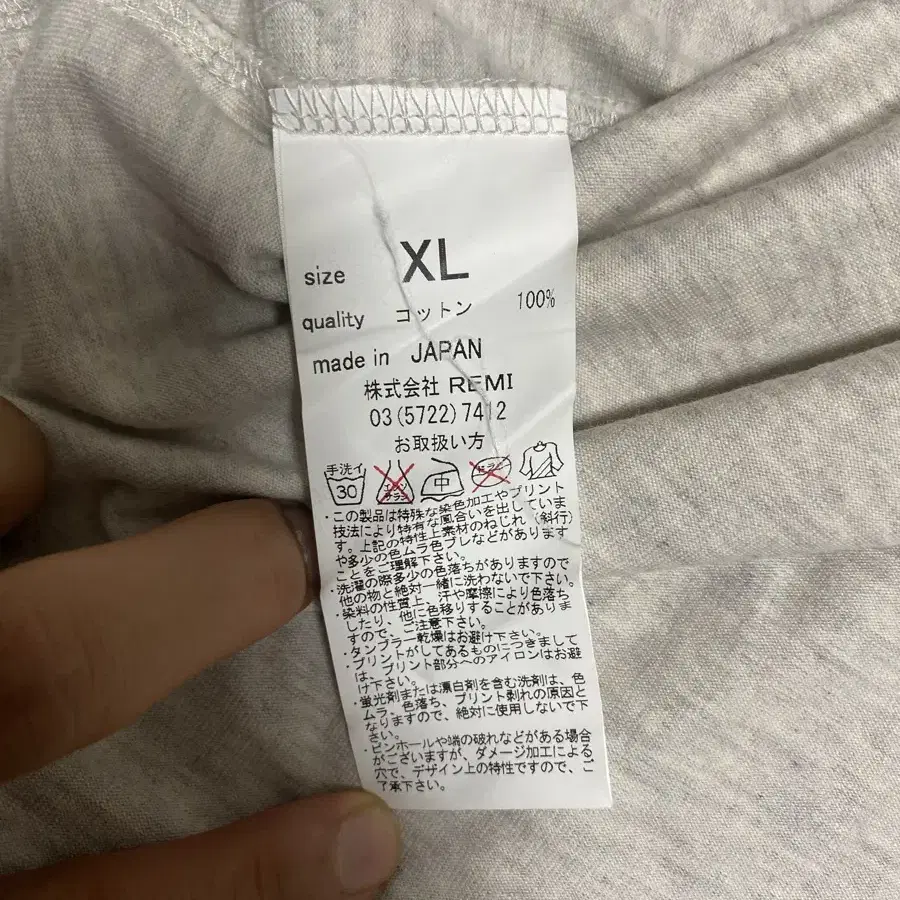 size XL
quality コットン 100%
made in JAPAN
株式会社 REMI
03(5722)7412
お取扱い方
手洗イ 30 エンソ サラシ 中 ドライ
・この製品は特殊な染色加工やプリント
技法により特有な風合いを出していま
す。上記の特性上素材のねじれ（斜行）
や多少の色ムラ色ブレなどがあります
ことをご理解下さい。
・洗濯の際多少の色落ちがありますので
他の物と絶対一緒に洗わないで下さい。
・染料の性質上、汗や摩擦により色落ち
したり、他に色移りすることがありま
すので、ご注意下さい。
・タンブラー乾燥はお避け下さい。
・プリントがしてあるものにつきまして
は、プリント部分へのアイロンはお避
け下さい。
・蛍光剤または漂白剤を含む洗剤は、色
ムラ、色落ち、プリント剥れの原因と
なりますので、絶対に使用しないで下
さい。
・ピンホールや端の破れなどがある場合
がございますが、ダメージ加工による
穴で、デザイン上の特性ですので、ご
了承下さい。